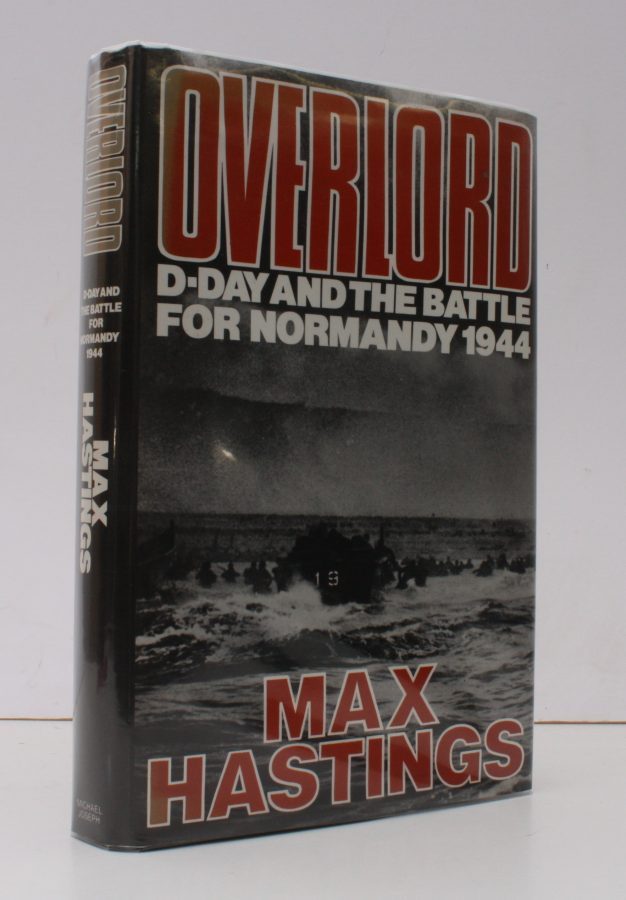 OVERLORD
D-DAY AND THE BATTLE
FOR NORMANDY 1944
19
MAX
HASTINGS
OVERLORD
D-DAY AND
THE BATTLE
FOR
NORMANDY
1944
MAX
HASTINGS
MICHAEL
JOSEPH